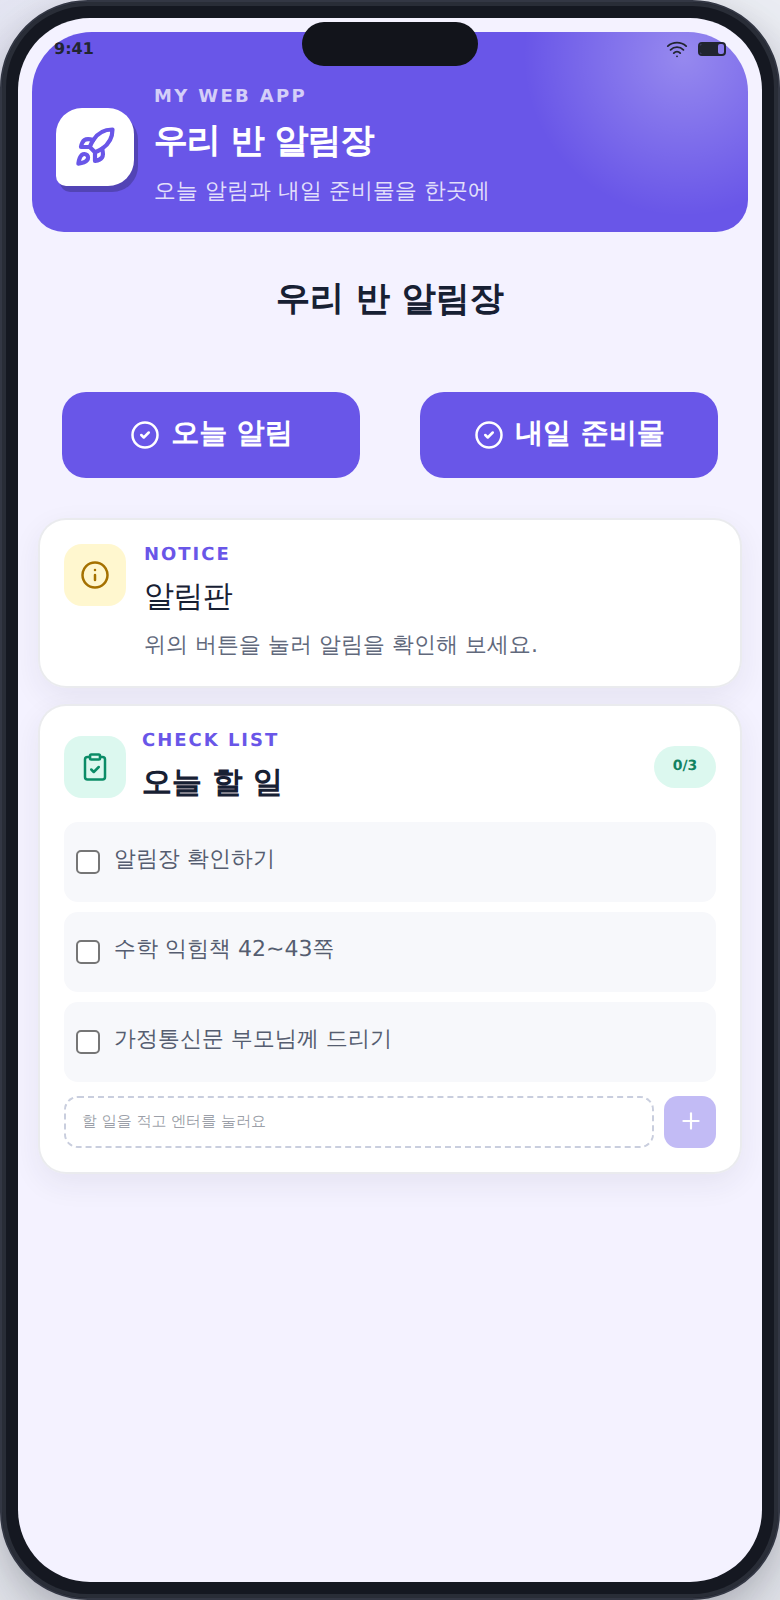 9:41
MY WEB APP
우리 반 알림장
오늘 알림과 내일 준비물을 한곳에
우리 반 알림장
오늘 알림
내일 준비물
NOTICE
알림판
위의 버튼을 눌러 알림을 확인해 보세요.
CHECK LIST
오늘 할 일
0/3
알림장 확인하기
수학 익힘책 42~43쪽
가정통신문 부모님께 드리기
할 일을 적고 엔터를 눌러요